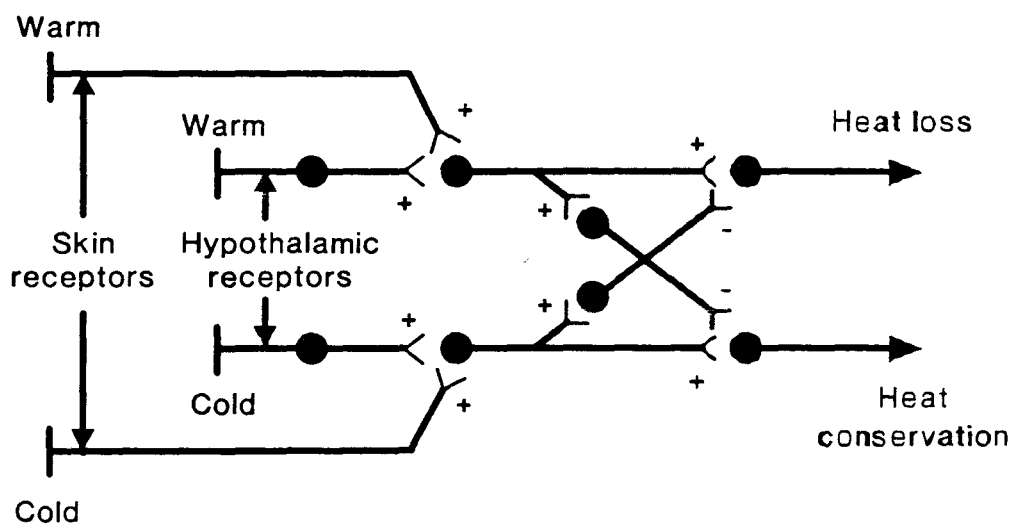 Warm
Warm
+
+
+
Heat loss
+
-
Skin
receptors
Hypothalamic
receptors
+
-
+
Cold
+
+
Heat
conservation
Cold